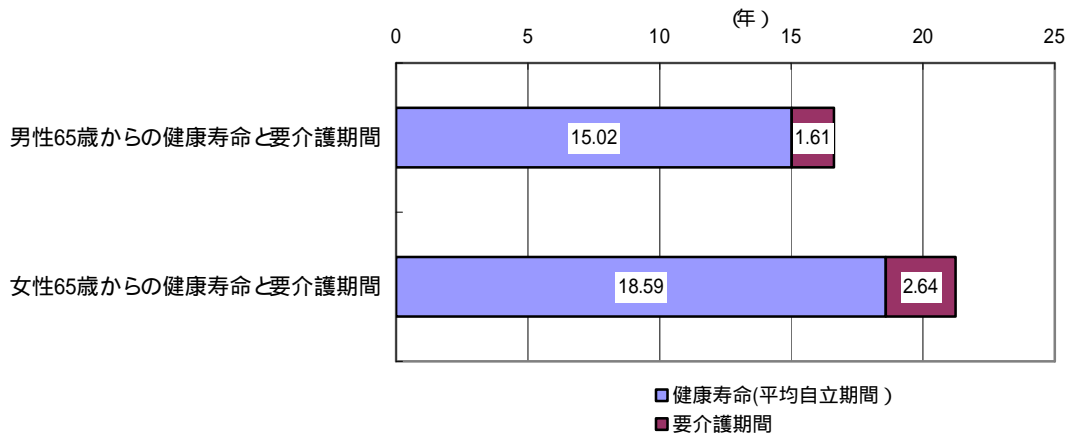 (年)
0 5 10 15 20 25
男性65歳からの健康寿命と要介護期間
15.02 1.61
女性65歳からの健康寿命と要介護期間
18.59 2.64
健康寿命(平均自立期間)
要介護期間